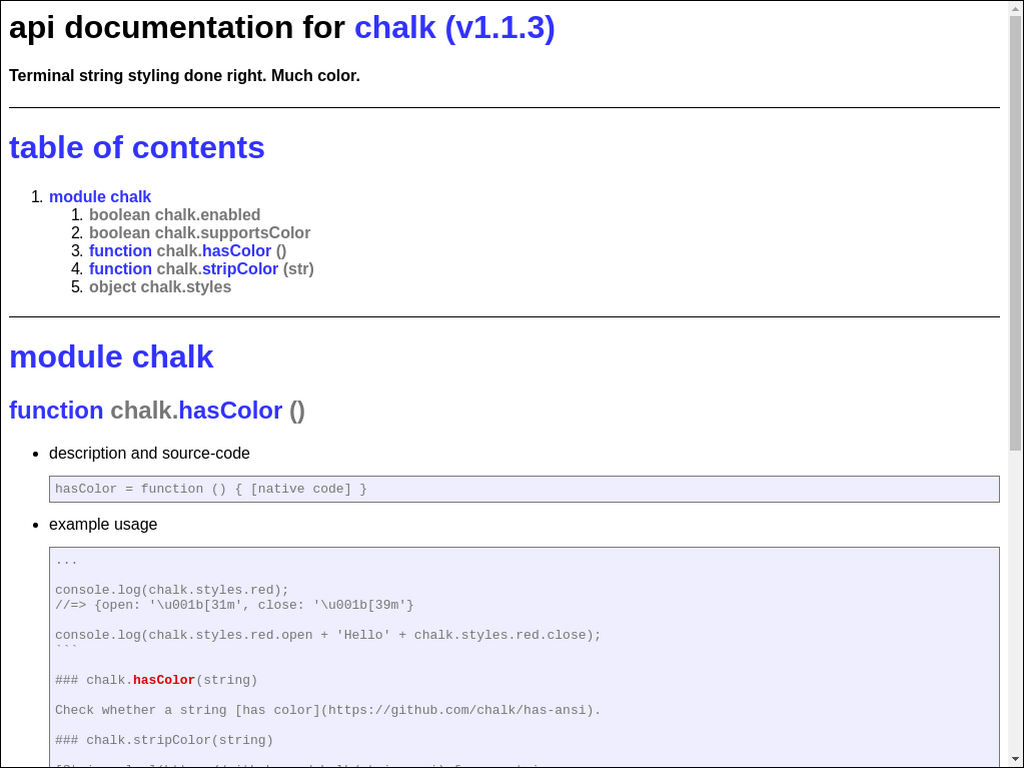 api documentation for chalk (v1.1.3)
Terminal string styling done right. Much color.
table of contents
1. module chalk
1. boolean chalk.enabled
2. boolean chalk.supportsColor
3. function chalk.hasColor ()
4. function chalk.stripColor (str)
5. object chalk.styles
module chalk
function chalk.hasColor ()
• description and source-code
hasColor = function () { [native code] }
• example usage
...
console.log(chalk.styles.red);
//=> {open: '\u001b[31m', close: '\u001b[39m'}
console.log(chalk.styles.red.open + 'Hello' + chalk.styles.red.close);
```
### chalk.hasColor(string)
Check whether a string [has color](https://github.com/chalk/has-ansi).
### chalk.stripColor(string)